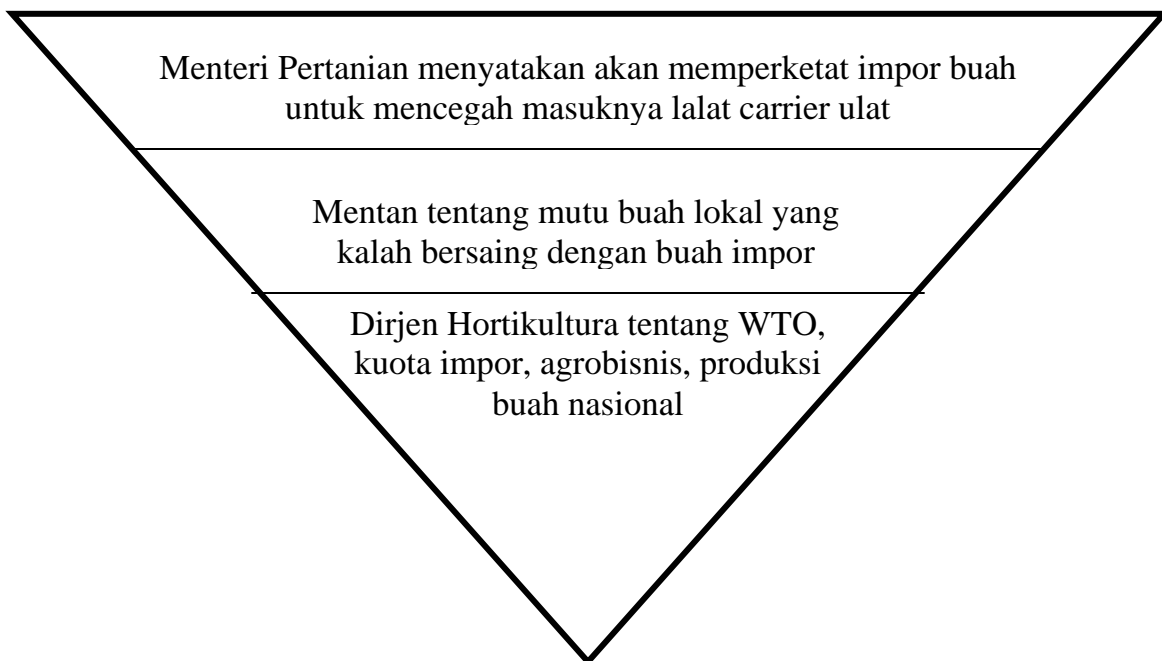 Menteri Pertanian menyatakan akan memperketat impor buah
untuk mencegah masuknya lalat carrier ulat
Mentan tentang mutu buah lokal yang
kalah bersaing dengan buah impor
Dirjen Hortikultura tentang WTO,
kuota impor, agrobisnis, produksi
buah nasional